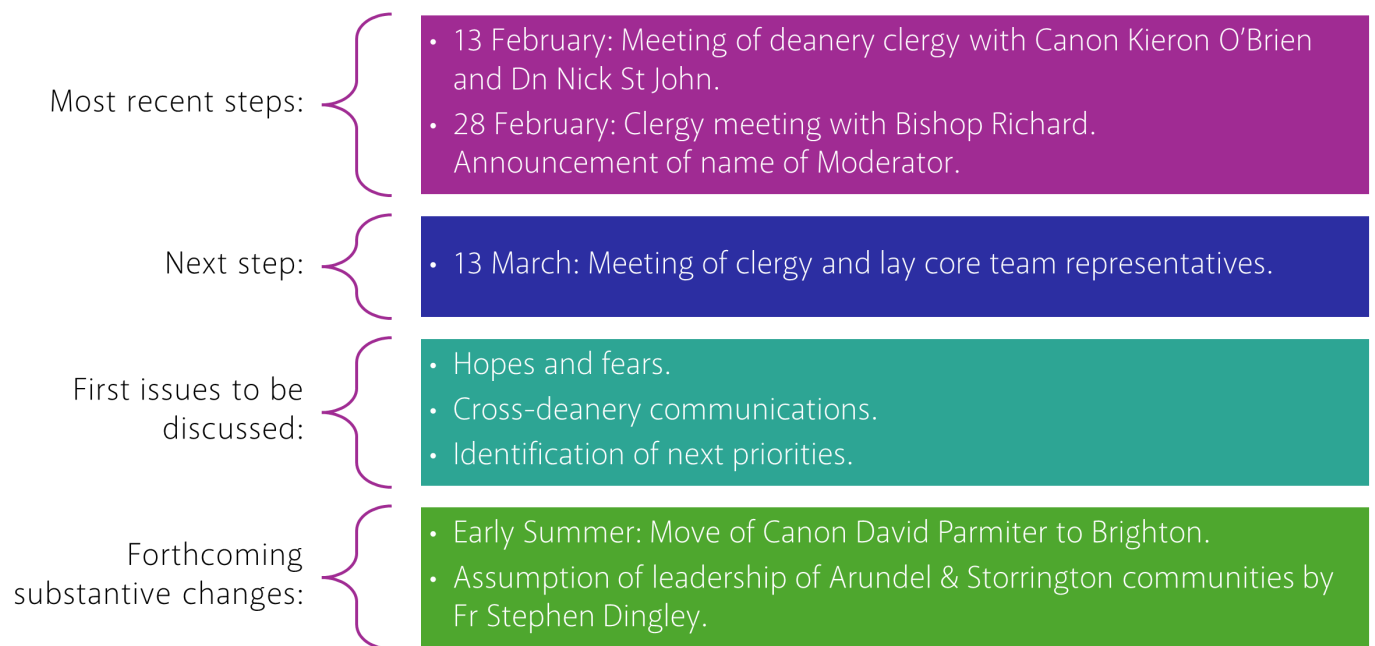 Most recent steps:
• 13 February: Meeting of deanery clergy with Canon Kieron O’Brien
and Dn Nick St John.
• 28 February: Clergy meeting with Bishop Richard.
Announcement of name of Moderator.
Next step:
• 13 March: Meeting of clergy and lay core team representatives.
First issues to be
discussed:
• Hopes and fears.
• Cross-deanery communications.
• Identification of next priorities.
Forthcoming
substantive changes:
• Early Summer: Move of Canon David Parmiter to Brighton.
• Assumption of leadership of Arundel & Storrington communities by
Fr Stephen Dingley.